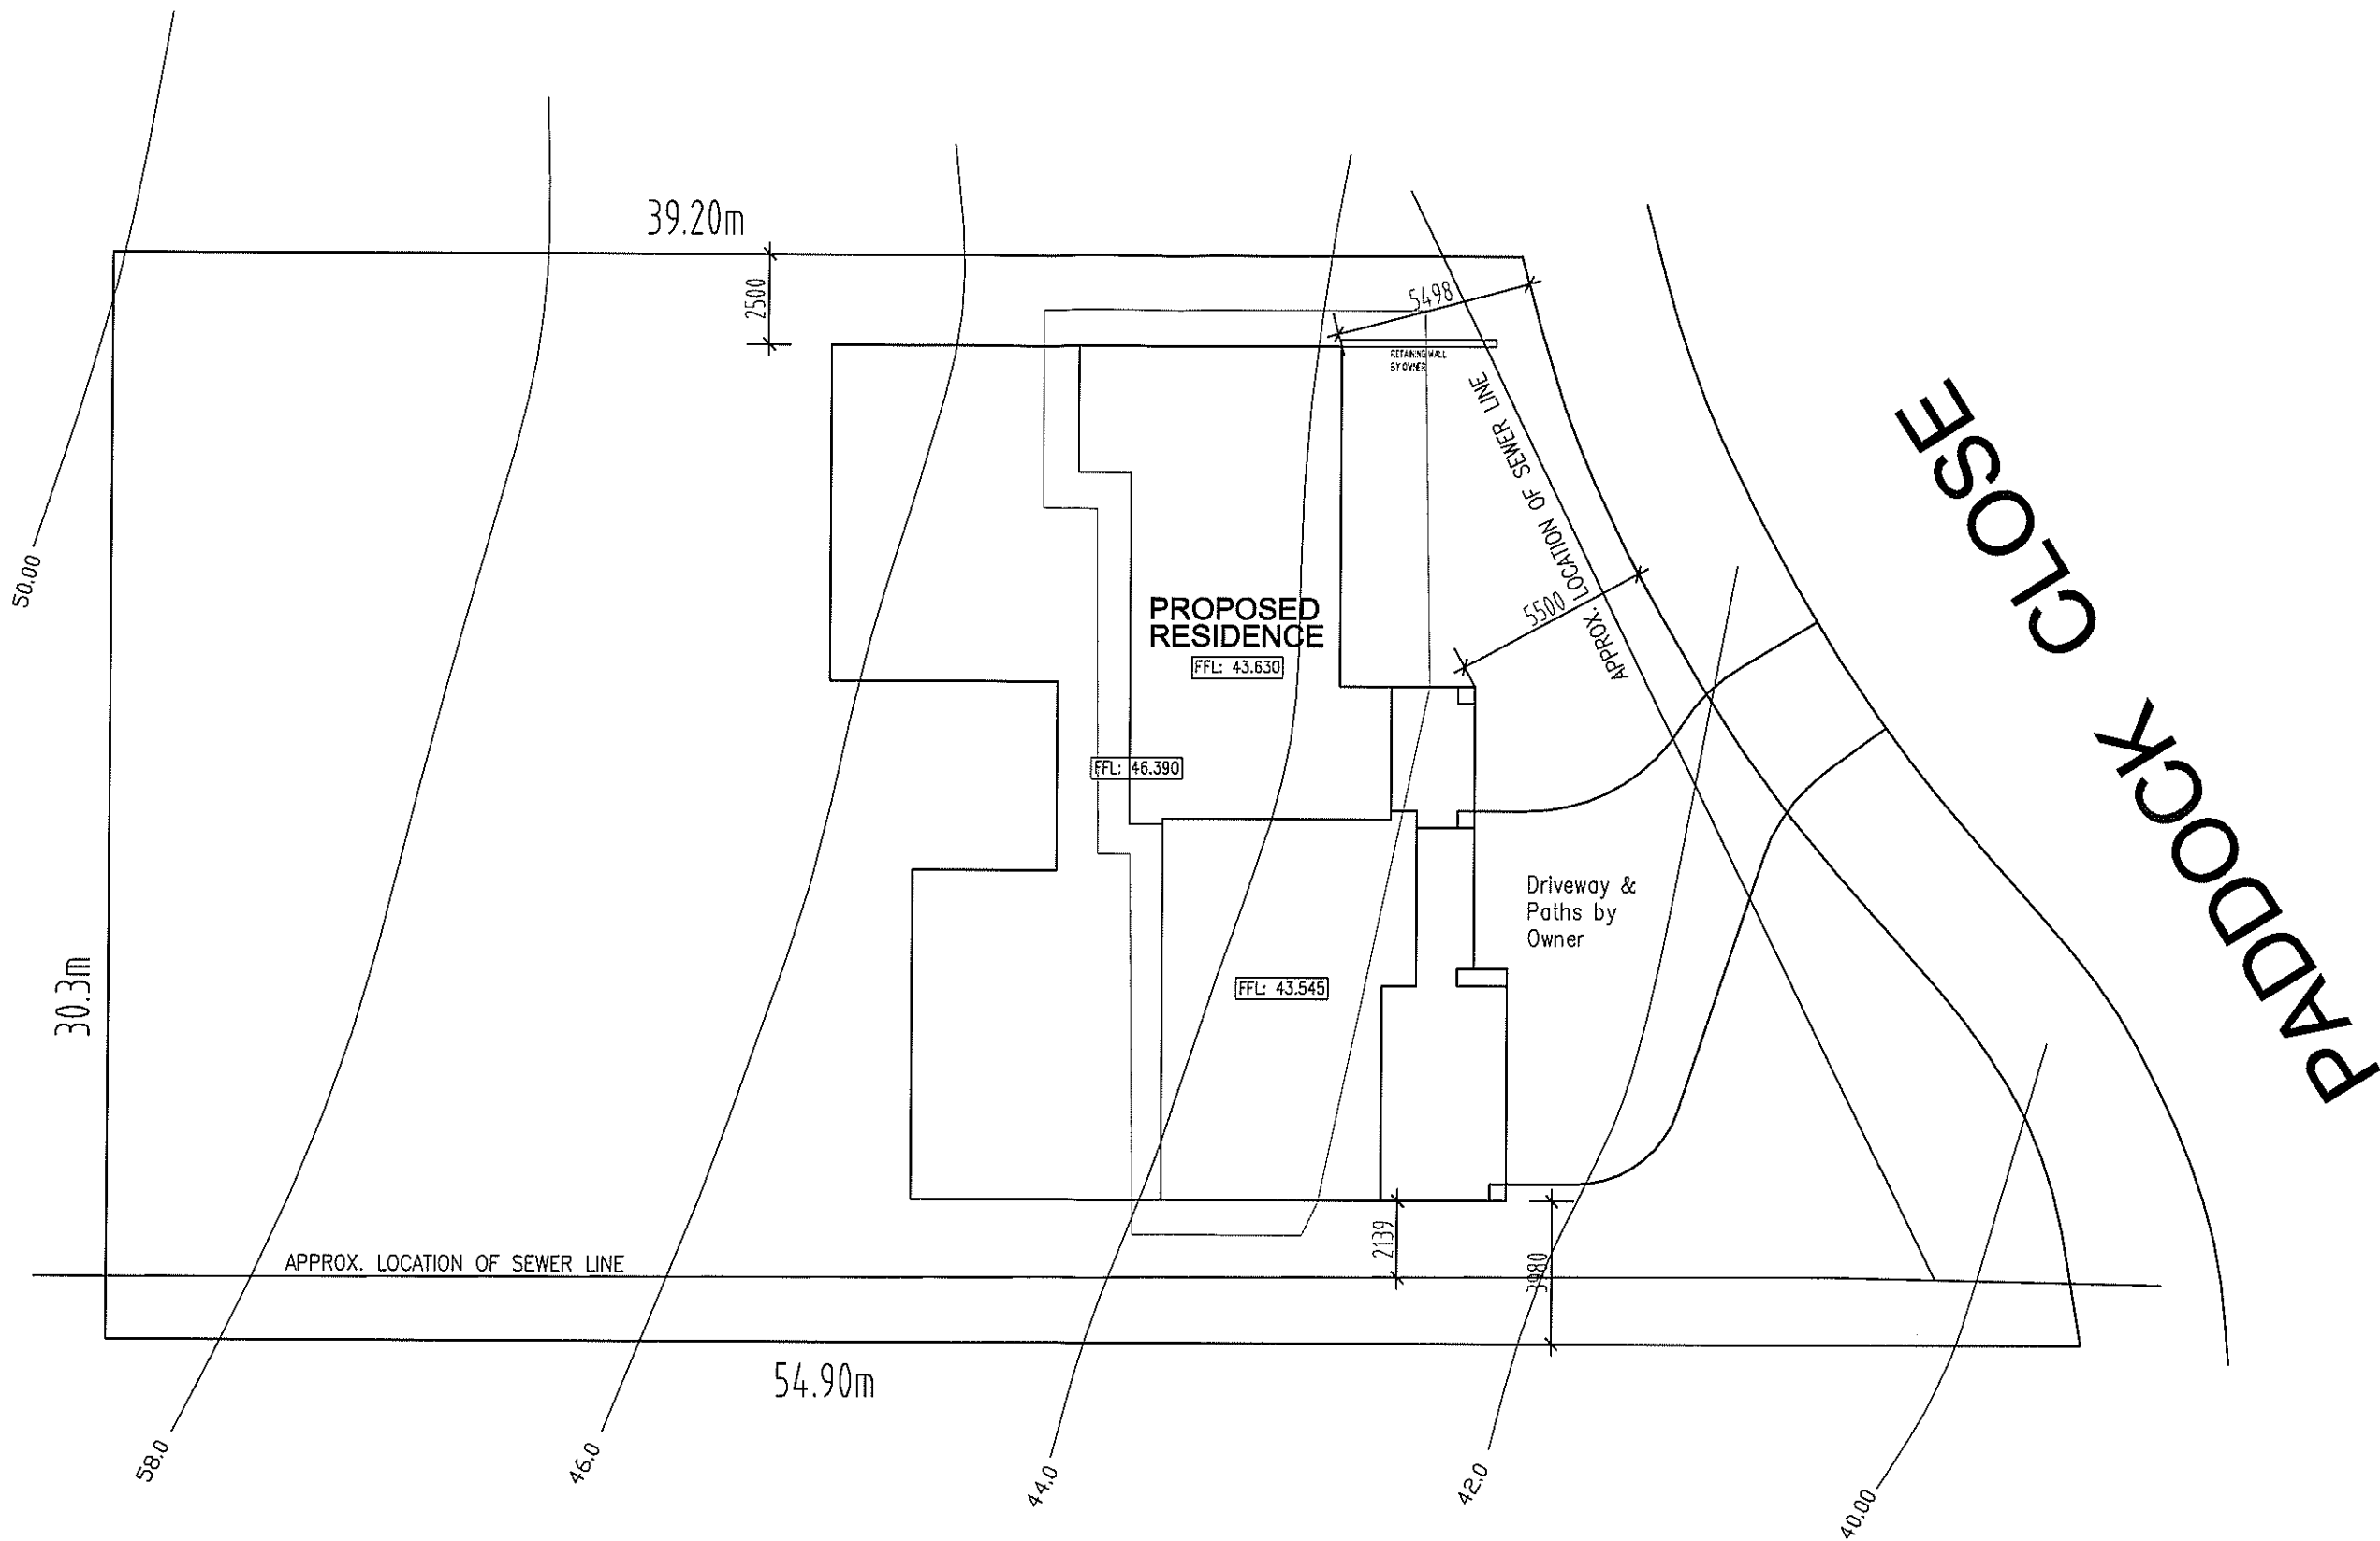 39.20m
2500
5498
RETAINING WALL
BY OWNER
APPROX. LOCATION OF SEWER LINE
50.00
5500
PROPOSED
RESIDENCE
FFL: 43.630
FFL: 46.390
PADDOCK CLOSE
Driveway &
Paths by
Owner
FFL: 43.545
30.3m
2139
3980
APPROX. LOCATION OF SEWER LINE
54.90m
58.0
46.0
44.0
42.0
40.00